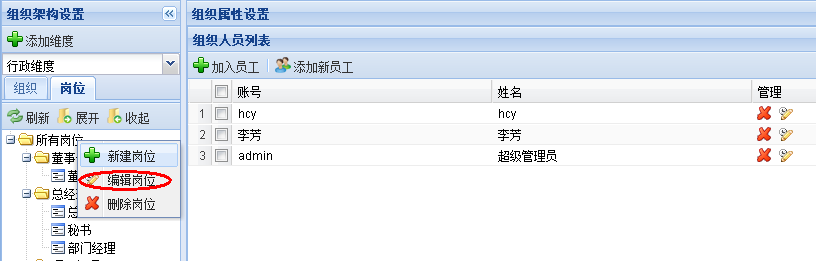 组织架构设置
添加维度
行政维度
组织 岗位
刷新 展开 收起
所有岗位
董事
董
总经
总
秘书
部门经理
新建岗位
编辑岗位
删除岗位
组织属性设置
组织人员列表
加入员工 添加新员工
账号 姓名 管理
1 hcy hcy
2 李芳 李芳
3 admin 超级管理员